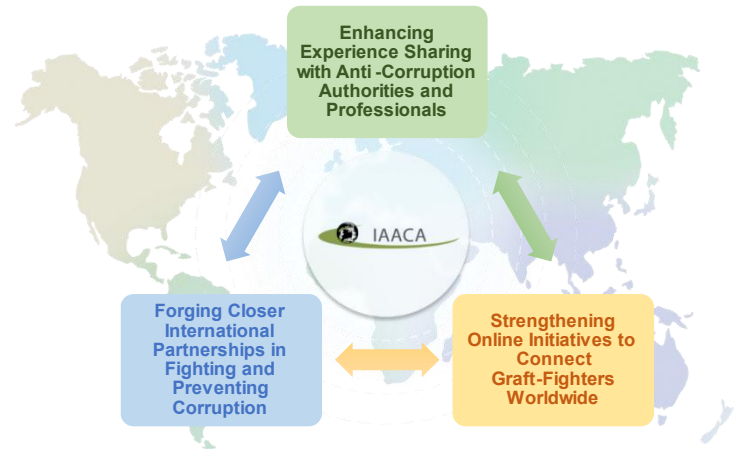 Enhancing
Experience Sharing
with Anti -Corruption
Authorities and
Professionals
IAACA
Forging Closer
International
Partnerships in
Fighting and
Preventing
Corruption
Strengthening
Online Initiatives to
Connect
Graft-Fighters
Worldwide